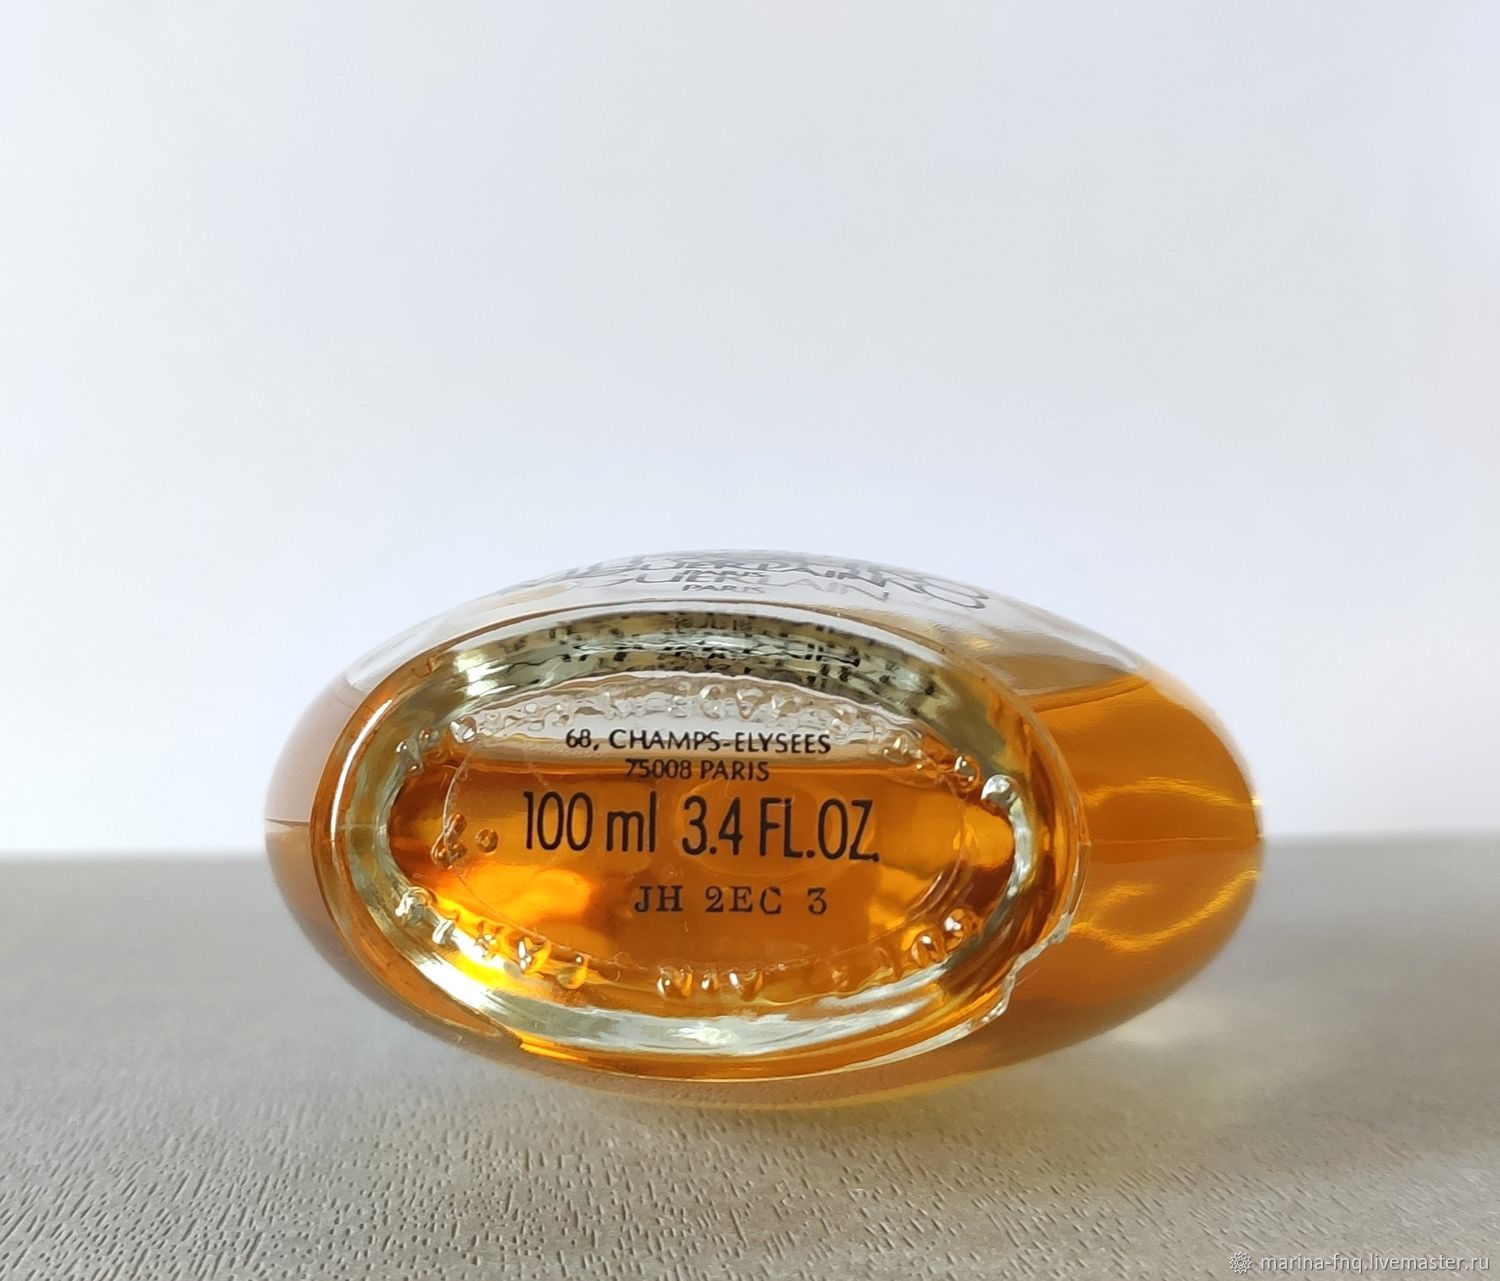 GUERLAIN
PARIS
68, CHAMPS-ELYSEES
75008 PARIS
100 ml 3.4 FL.OZ.
JH 2EC 3
marina-fnq.livemaster.ru